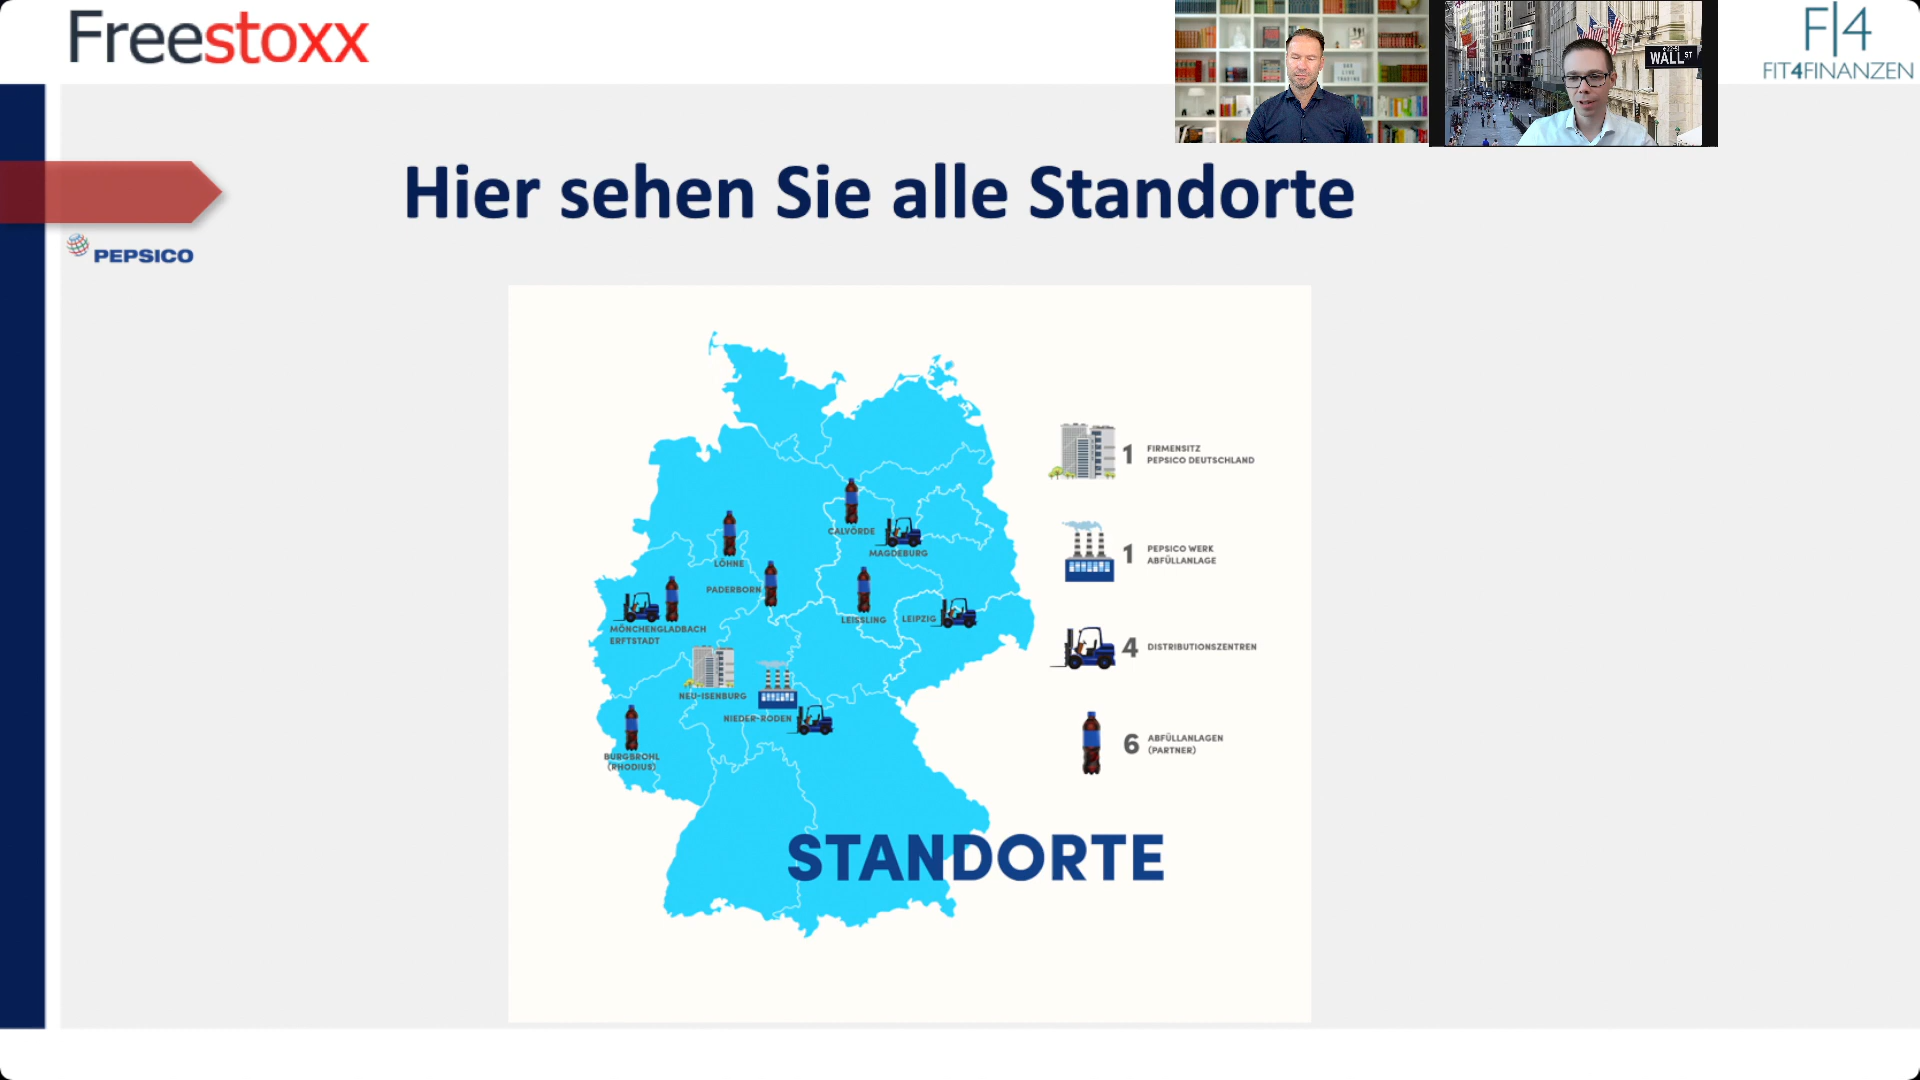 Freestoxx
WALL ST
F|4
FIT4FINANZEN
Hier sehen Sie alle Standorte
PEPSICO
1 FIRMENSITZ
PEPSICO DEUTSCHLAND
1 PEPSICO WERK
ABFÜLLANLAGE
4 DISTRIBUTIONSZENTREN
6 ABFÜLLANLAGEN
(PARTNER)
CALVÖRDE
MAGDEBURG
LÖHNE
PADERBORN
LEISSLING
LEIPZIG
MÖNCHENGLADBACH
ERFTSTADT
NEU-ISENBURG
NIEDER-RODEN
BURGBROHL
(RHODIUS)
STANDORTE